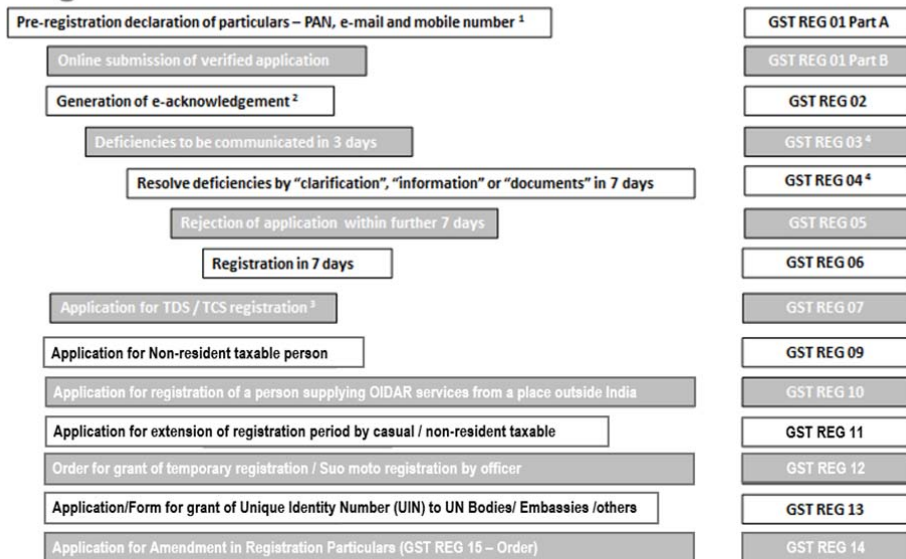 Pre-registration declaration of particulars – PAN, e-mail and mobile number ¹ GST REG 01 Part A
Online submission of verified application GST REG 01 Part B
Generation of e-acknowledgement ² GST REG 02
Deficiencies to be communicated in 3 days GST REG 03 ⁴
Resolve deficiencies by “clarification”, “information” or “documents” in 7 days GST REG 04 ⁴
Rejection of application within further 7 days GST REG 05
Registration in 7 days GST REG 06
Application for TDS / TCS registration ³ GST REG 07
Application for Non-resident taxable person GST REG 09
Application for registration of a person supplying OIDAR services from a place outside India GST REG 10
Application for extension of registration period by casual / non-resident taxable GST REG 11
Order for grant of temporary registration / Suo moto registration by officer GST REG 12
Application/Form for grant of Unique Identity Number (UIN) to UN Bodies/ Embassies /others GST REG 13
Application for Amendment in Registration Particulars (GST REG 15 – Order) GST REG 14